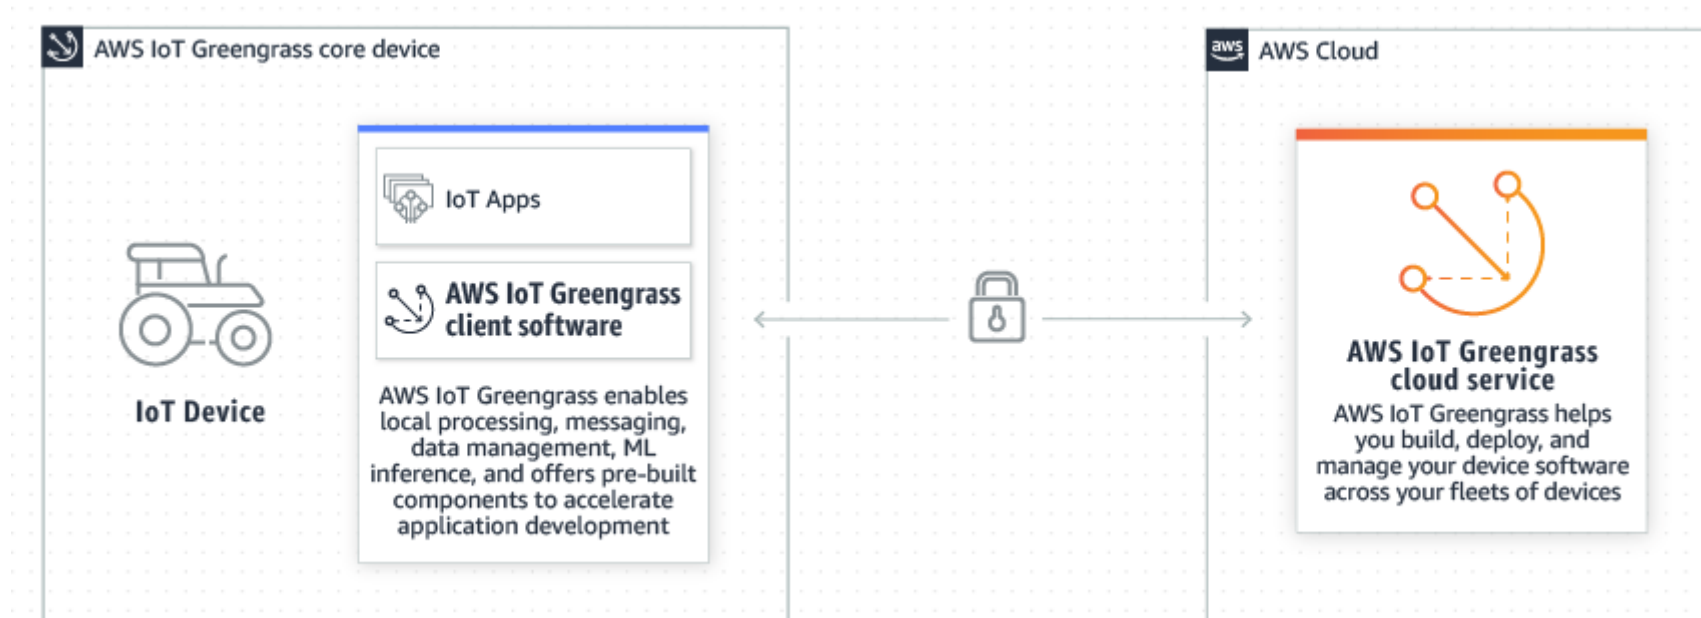 AWS IoT Greengrass core device
IoT Device
IoT Apps
AWS IoT Greengrass
client software
AWS IoT Greengrass enables
local processing, messaging,
data management, ML
inference, and offers pre-built
components to accelerate
application development
aws
AWS Cloud
AWS IoT Greengrass
cloud service
AWS IoT Greengrass helps
you build, deploy, and
manage your device software
across your fleets of devices